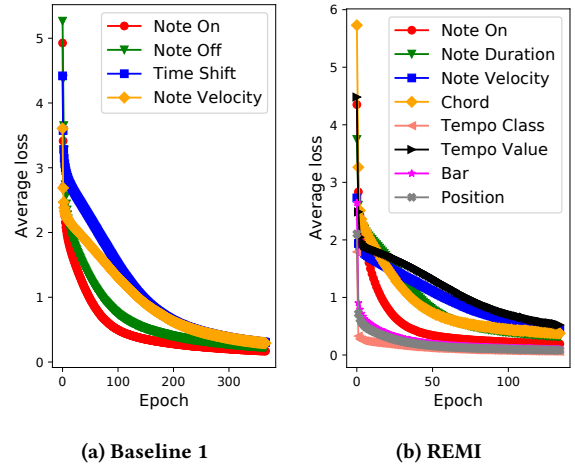 Note On
Note Off
Time Shift
Note Velocity
5
4
3
2
1
0
Average loss
0 100 200 300
Epoch
(a) Baseline 1
Note On
Note Duration
Note Velocity
Chord
Tempo Class
Tempo Value
Bar
Position
6
5
4
3
2
1
0
Average loss
0 50 100
Epoch
(b) REMI